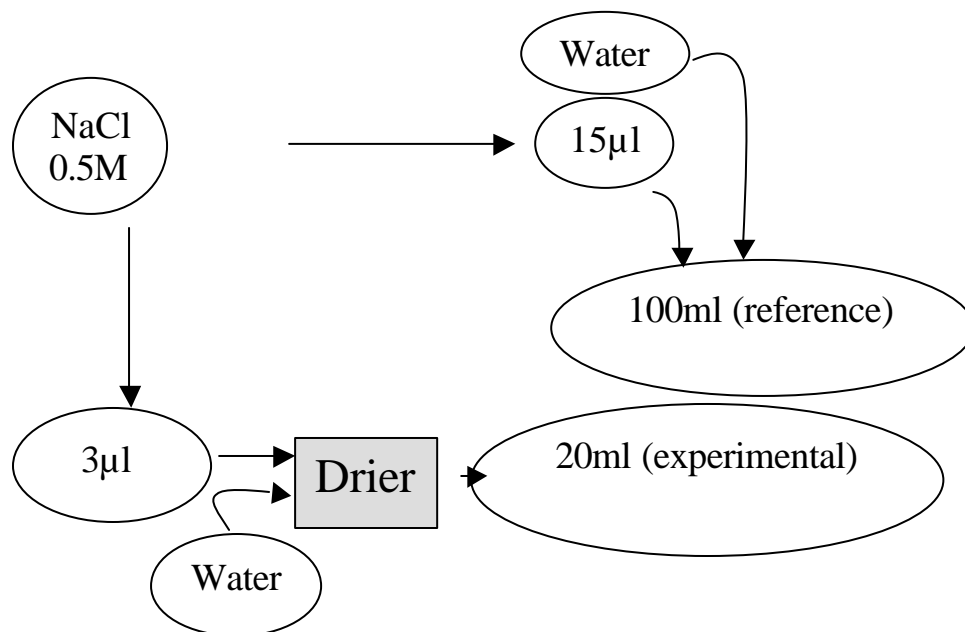 Water
NaCl
0.5M
15µl
100ml (reference)
3µl
20ml (experimental)
Drier
Water